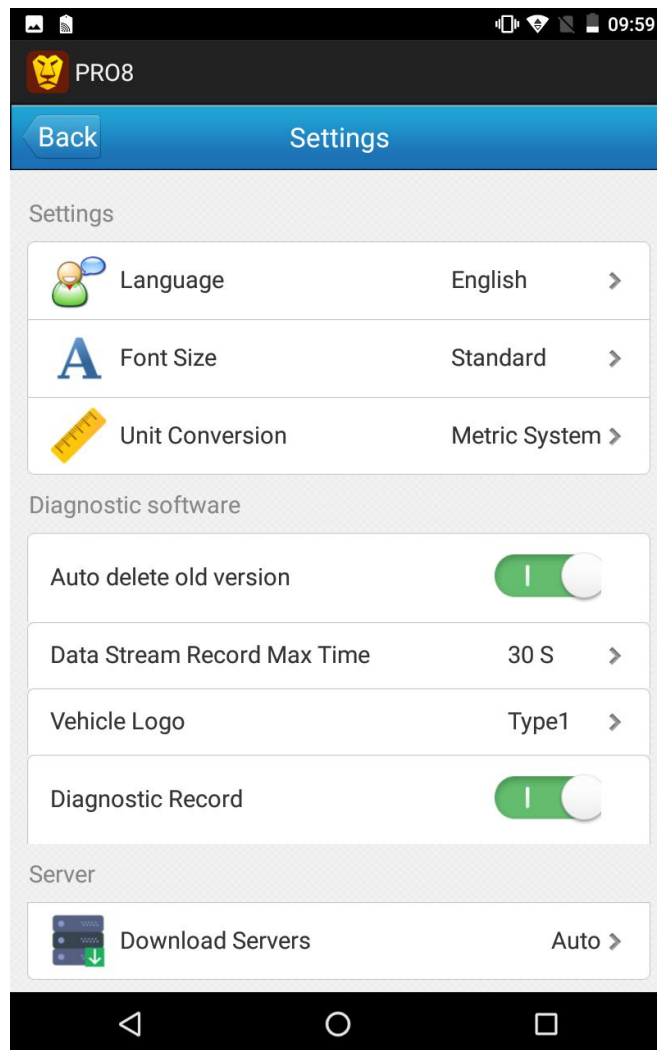 09:59
PRO8
Back Settings
Settings
Language English
Font Size Standard
Unit Conversion Metric System
Diagnostic software
Auto delete old version
Data Stream Record Max Time 30 S
Vehicle Logo Type1
Diagnostic Record
Server
Download Servers Auto